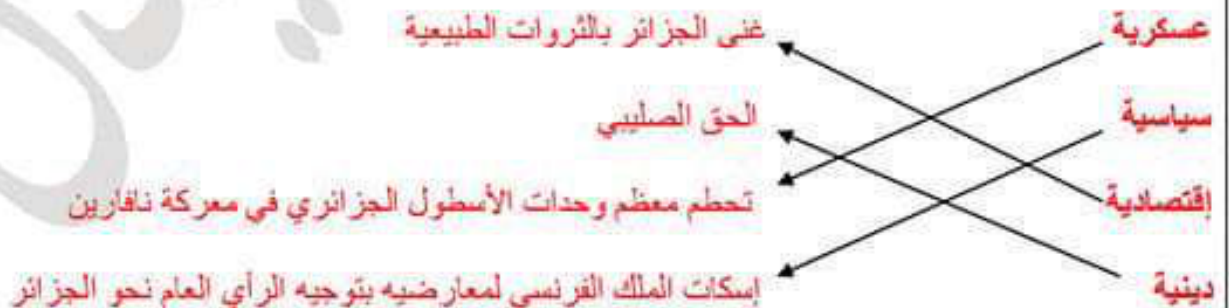 عسكرية غنى الجزائر بالثروات الطبيعية
سياسية الحق الصليبي
إقتصادية تحطم معظم وحدات الأسطول الجزائري في معركة نافارين
دينية إسكات الملك الفرنسي لمعارضيه بتوجيه الرأي العام نحو الجزائر